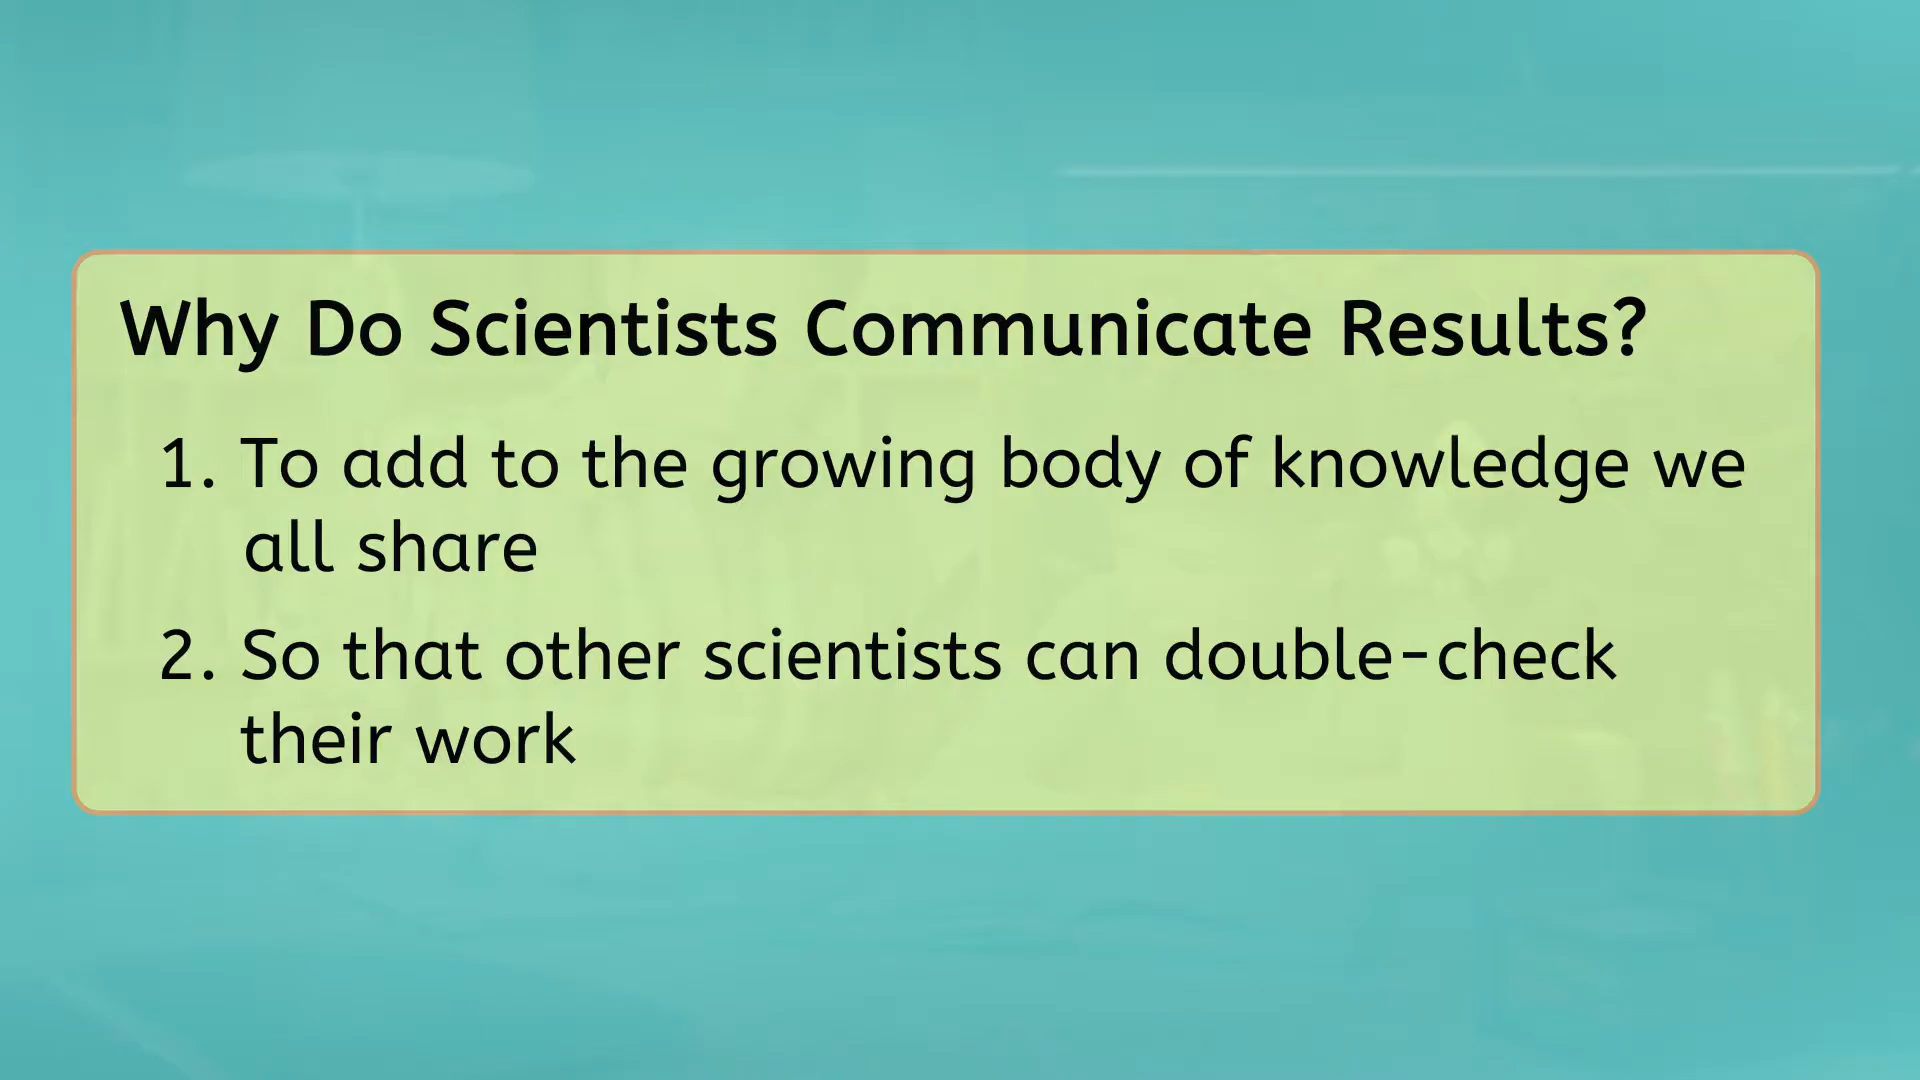 Why Do Scientists Communicate Results?
1. To add to the growing body of knowledge we
all share
2. So that other scientists can double-check
their work